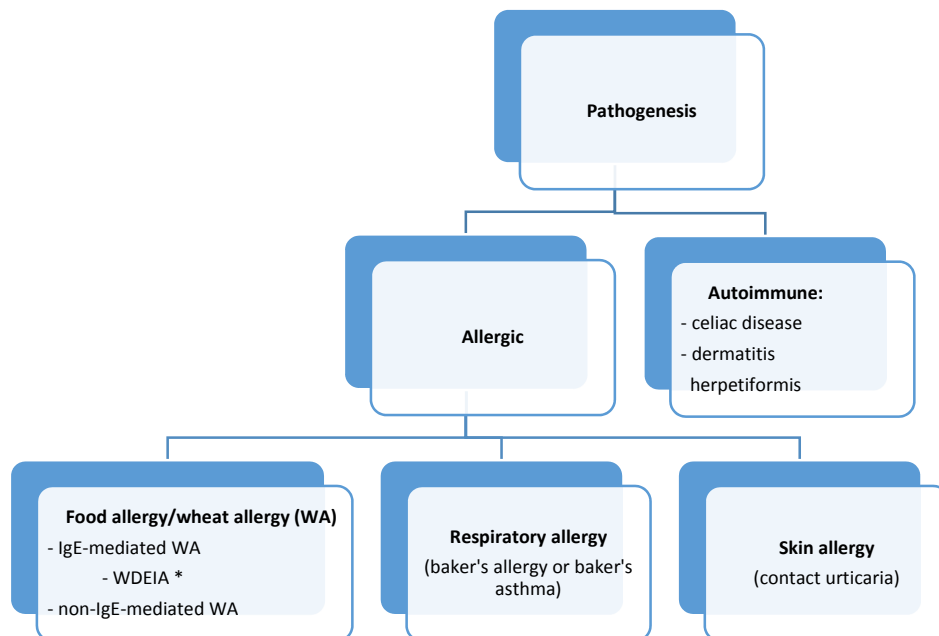 Pathogenesis
Allergic
Autoimmune:
- celiac disease
- dermatitis
herpetiformis
Food allergy/wheat allergy (WA)
- IgE-mediated WA
- WDEIA *
- non-IgE-mediated WA
Respiratory allergy
(baker's allergy or baker's
asthma)
Skin allergy
(contact urticaria)